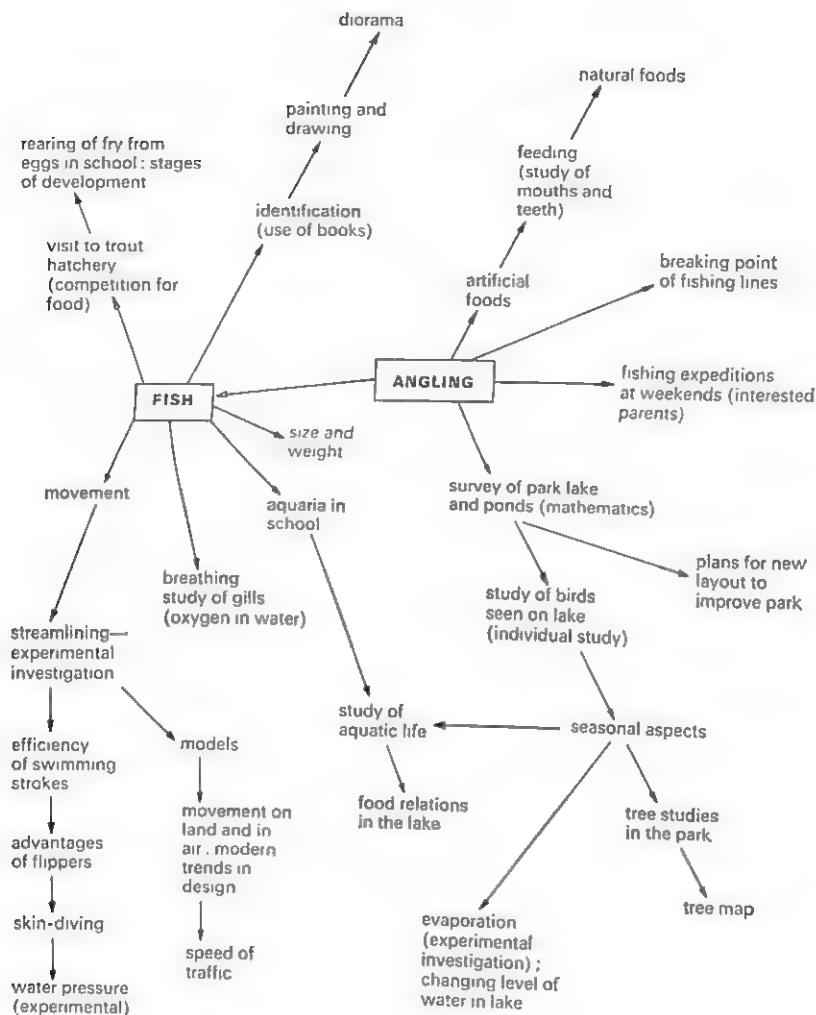 diorama
natural foods
painting and
drawing
rearing of fry from
eggs in school : stages
of development
feeding
(study of
mouths and
teeth)
identification
(use of books)
visit to trout
hatchery
(competition for
food)
breaking point
of fishing lines
artificial
foods
ANGLING
fishing expeditions
at weekends (interested
parents)
FISH
size and
weight
movement
aquaria in
school
survey of park lake
and ponds (mathematics)
breathing
study of gills
(oxygen in water)
plans for new
layout to
improve park
study of birds
seen on lake
(individual study)
streamlining—
experimental
investigation
study of
aquatic life
seasonal aspects
efficiency
of swimming
strokes
models
food relations
in the lake
movement on
land and in
air . modern
trends in
design
tree studies
in the park
advantages
of flippers
tree map
skin-diving
evaporation
(experimental
investigation) ;
changing level of
water in lake
speed of
traffic
water pressure
(experimental)